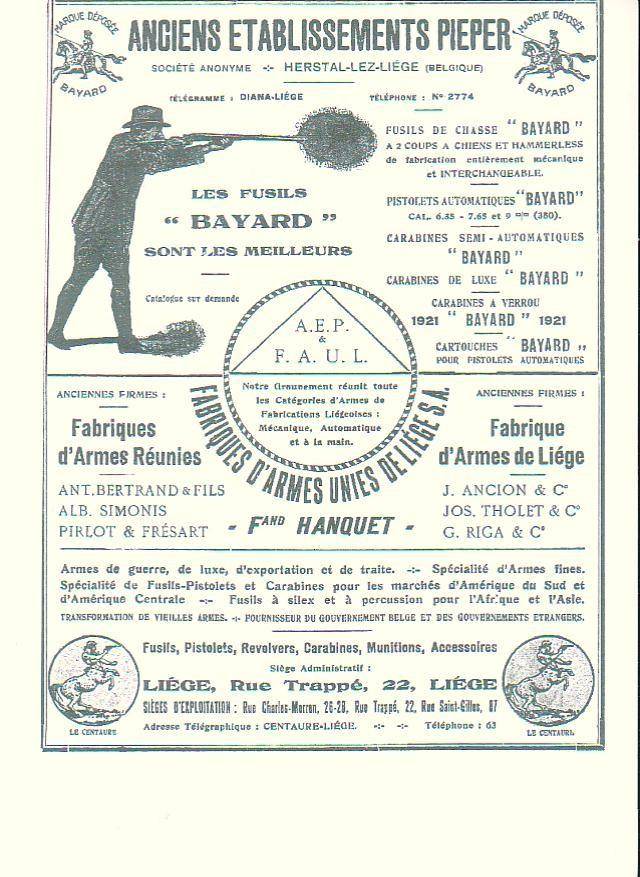 MARQUE DÉPOSÉE
BAYARD
ANCIENS ETABLISSEMENTS PIEPER
MARQUE DÉPOSÉE
BAYARD
SOCIÉTÉ ANONYME -:- HERSTAL-LEZ-LIÉGE (BELGIQUE)
TÉLÉGRAMME : DIANA-LIÉGE
TÉLÉPHONE : No 2774
LES FUSILS
“ BAYARD ”
SONT LES MEILLEURS
Catalogue sur demande
FUSILS DE CHASSE “ BAYARD ”
A 2 COUPS A CHIENS ET HAMMERLESS
de fabrication entièrement mécanique
et INTERCHANGEABLE.
PISTOLETS AUTOMATIQUES “BAYARD”
CAL. 6.35 - 7.65 et 9 m/m (380).
CARABINES SEMI-AUTOMATIQUES
“ BAYARD ”
CARABINES DE LUXE “ BAYARD ”
CARABINES A VERROU
1921 “ BAYARD ” 1921
CARTOUCHES “ BAYARD ”
POUR PISTOLETS AUTOMATIQUES
A.E.P.
&
F. A. U. L.
Notre Groupement réunit toute
les Catégories d'Armes de
Fabrications Liégeoises :
Mécanique, Automatique
et à la main.
FABRIQUES D'ARMES UNIES DE LIÉGE S.A.
ANCIENNES FIRMES :
Fabriques
d'Armes Réunies
ANT. BERTRAND & FILS
ALB. SIMONIS
PIRLOT & FRÉSART
- FAND HANQUET -
ANCIENNES FIRMES :
Fabrique
d'Armes de Liége
J. ANCION & Co
JOS. THOLET & Co
G. RIGA & Co
Armes de guerre, de luxe, d'exportation et de traite. -:- Spécialité d'Armes fines.
Spécialité de Fusils-Pistolets et Carabines pour les marchés d'Amérique du Sud et
d'Amérique Centrale -:- Fusils à silex et à percussion pour l'Afrique et l'Asie.
TRANSFORMATION DE VIEILLES ARMES. -:- FOURNISSEUR DU GOUVERNEMENT BELGE ET DES GOUVERNEMENTS ETRANGERS.
Fusils, Pistolets, Revolvers, Carabines, Munitions, Accessoires
Siège Administratif :
LIÉGE, Rue Trappé, 22, LIÉGE
SIÈGES D'EXPLOITATION : Rue Charles-Morren, 26-28, Rue Trappé, 22, Rue Saint-Gilles, 87
Adresse Télégraphique : CENTAURE-LIÉGE. -:- -:- Téléphone : 63
LE CENTAURE
LE CENTAURE